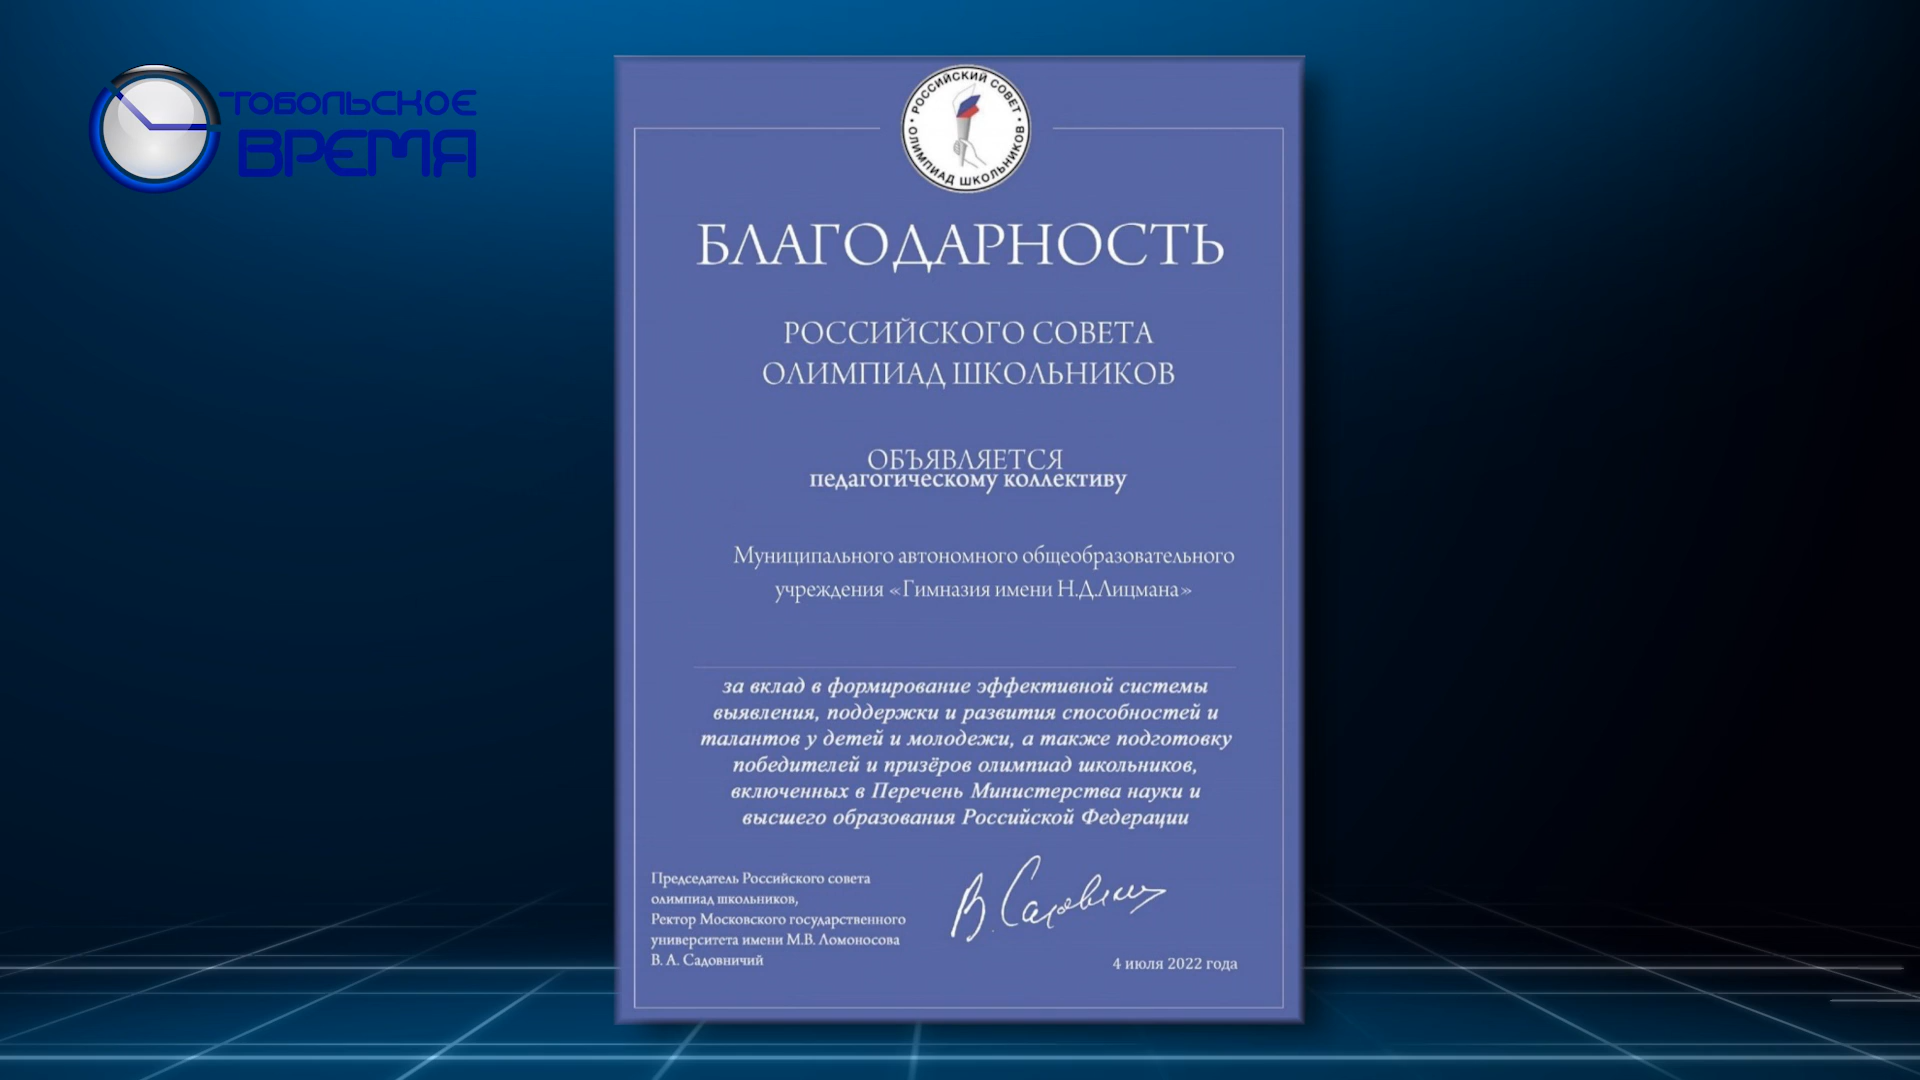 ТОБОЛЬСКОЕ
ВРЕМЯ
РОССИЙСКИЙ СОВЕТ
ОЛИМПИАД ШКОЛЬНИКОВ
БЛАГОДАРНОСТЬ
РОССИЙСКОГО СОВЕТА
ОЛИМПИАД ШКОЛЬНИКОВ
ОБЪЯВЛЯЕТСЯ
педагогическому коллективу
Муниципального автономного общеобразовательного
учреждения «Гимназия имени Н.Д.Лицмана»
за вклад в формирование эффективной системы
выявления, поддержки и развития способностей и
талантов у детей и молодежи, а также подготовку
победителей и призёров олимпиад школьников,
включенных в Перечень Министерства науки и
высшего образования Российской Федерации
Председатель Российского совета
олимпиад школьников,
Ректор Московского государственного
университета имени М.В. Ломоносова
В. А. Садовничий
4 июля 2022 года